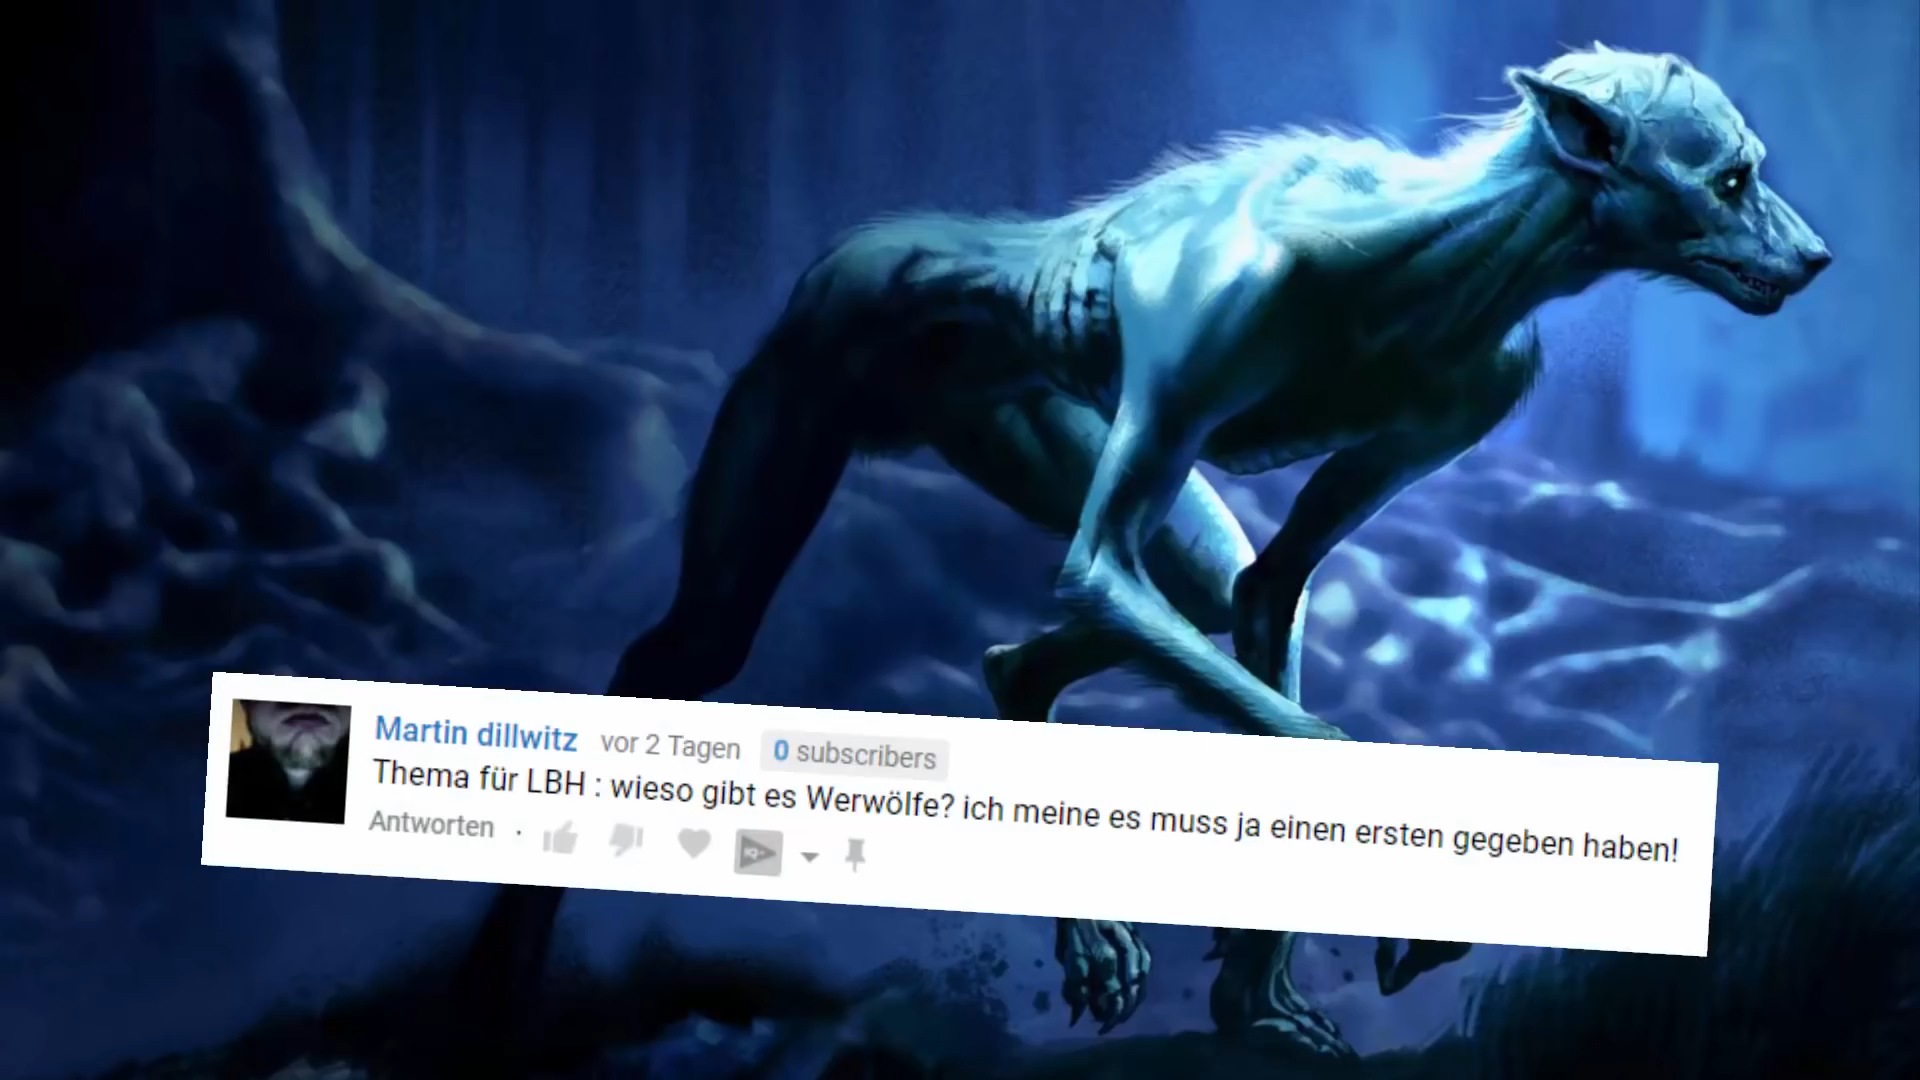 Martin dillwitz vor 2 Tagen 0 subscribers
Thema für LBH : wieso gibt es Werwölfe? ich meine es muss ja einen ersten gegeben haben!
Antworten ·